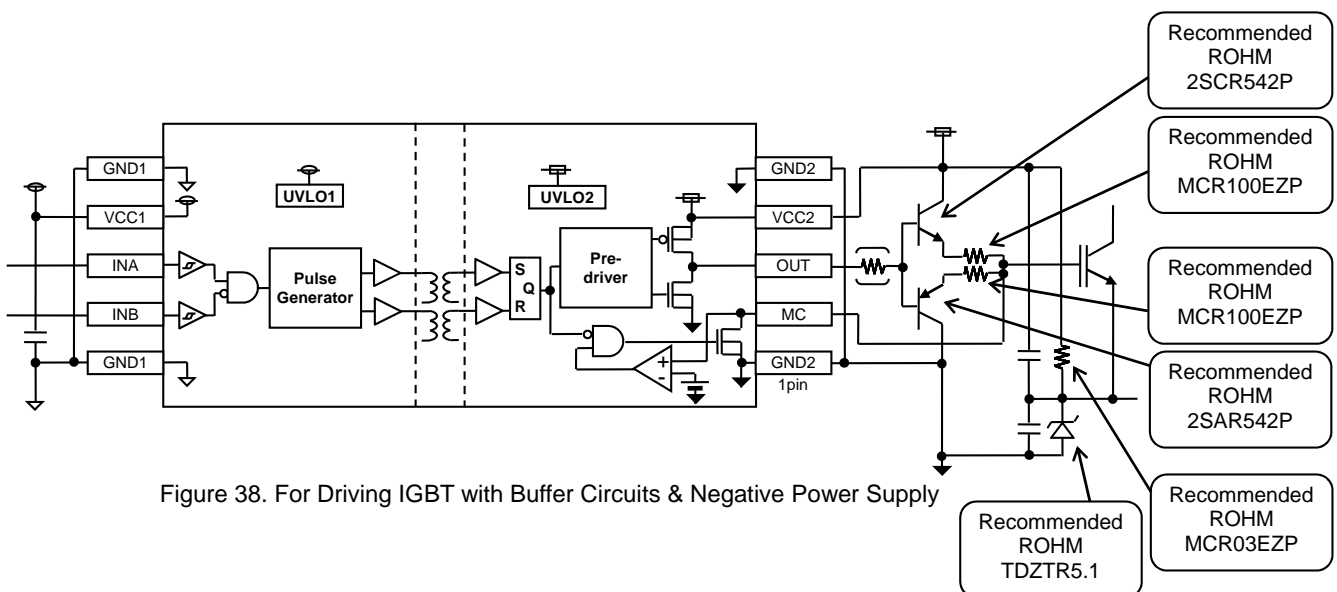 Recommended
ROHM
2SCR542P
Recommended
ROHM
MCR100EZP
GND1
VCC1
INA
INB
GND1
UVLO1
Pulse
Generator
S
Q
R
UVLO2
Pre-
driver
+
-
GND2
VCC2
OUT
MC
GND2
1pin
Recommended
ROHM
MCR100EZP
Recommended
ROHM
2SAR542P
Recommended
ROHM
MCR03EZP
Recommended
ROHM
TDZTR5.1
Figure 38. For Driving IGBT with Buffer Circuits & Negative Power Supply